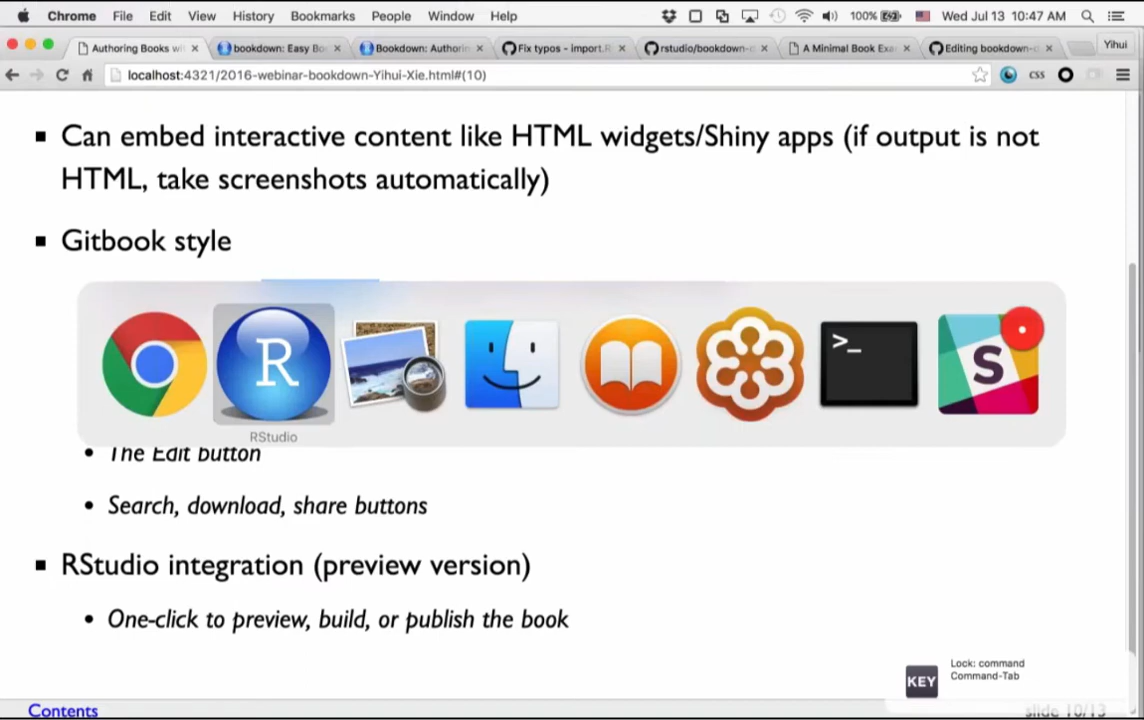 Chrome File Edit View History Bookmarks People Window Help 100% Wed Jul 13 10:47 AM
Authoring Books wi bookdown: Easy Bo Bookdown: Authorin Fix typos - import.R rstudio/bookdown- A Minimal Book Exa Editing bookdown- Yihui
localhost:4321/2016-webinar-bookdown-Yihui-Xie.html#(10) CSS
Can embed interactive content like HTML widgets/Shiny apps (if output is not
HTML, take screenshots automatically)
Gitbook style
R
>_
S
RStudio
The Edit button
Search, download, share buttons
RStudio integration (preview version)
One-click to preview, build, or publish the book
KEY
Lock: command
Command-Tab
Contents
slide 10/13